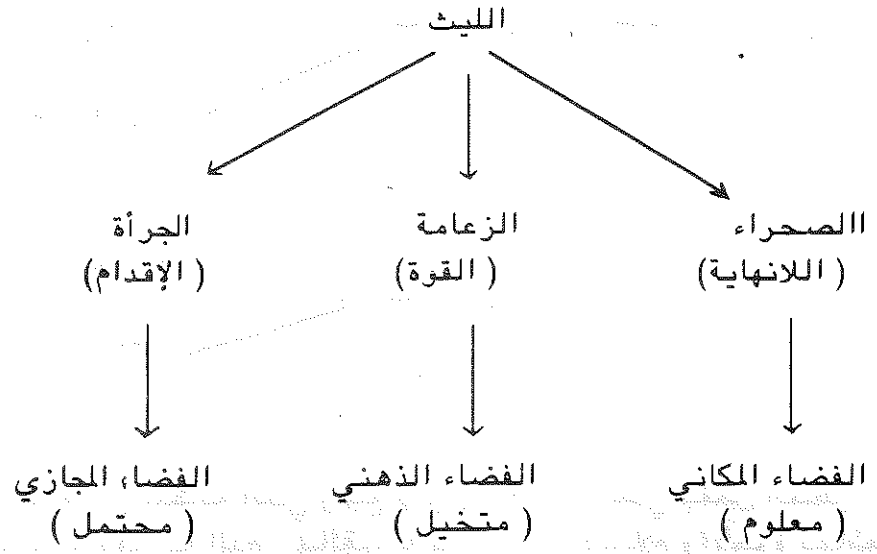 الليث
االصحراء الزعامة الجرأة
( اللانهاية) ( القوة) ( الإقدام)
الفضاء المكاني الفضاء الذهني الفضاء المجازي
( معلوم ) ( متخيل ) ( محتمل )